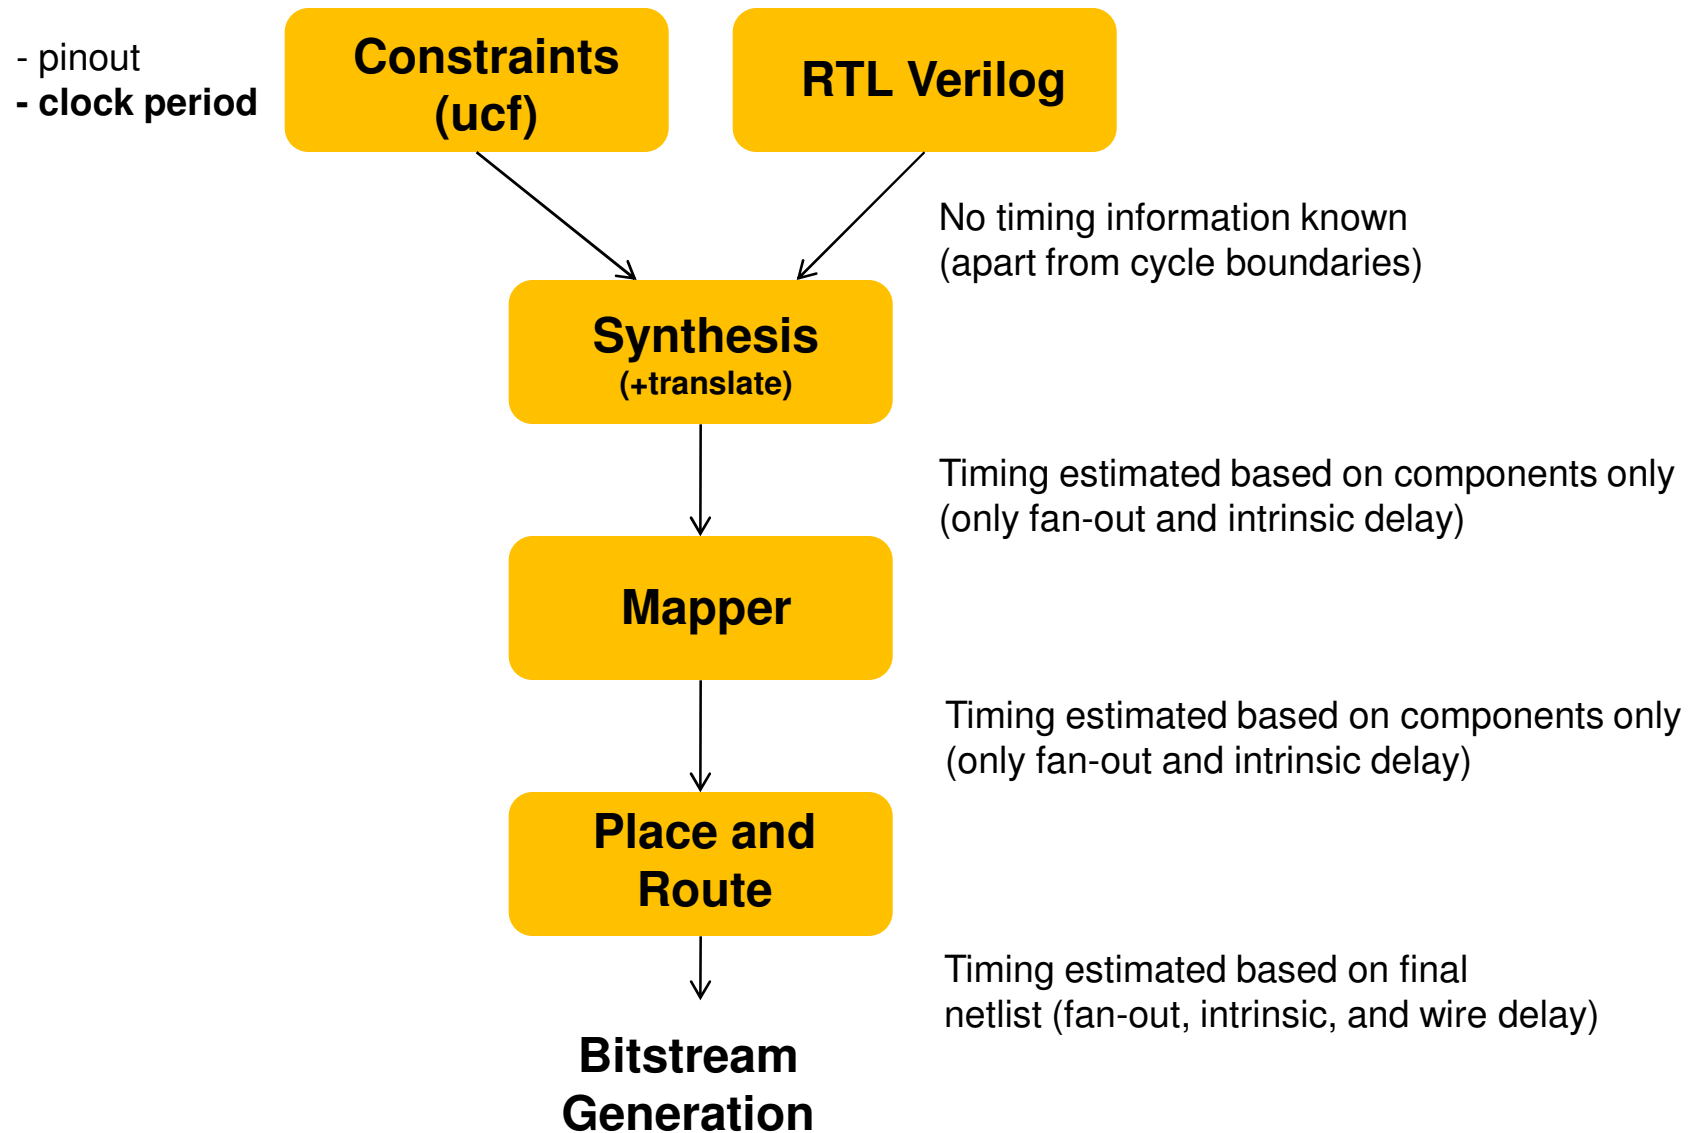 - pinout
- clock period
Constraints
(ucf)
RTL Verilog
No timing information known
(apart from cycle boundaries)
Synthesis
(+translate)
Timing estimated based on components only
(only fan-out and intrinsic delay)
Mapper
Timing estimated based on components only
(only fan-out and intrinsic delay)
Place and
Route
Timing estimated based on final
netlist (fan-out, intrinsic, and wire delay)
Bitstream
Generation